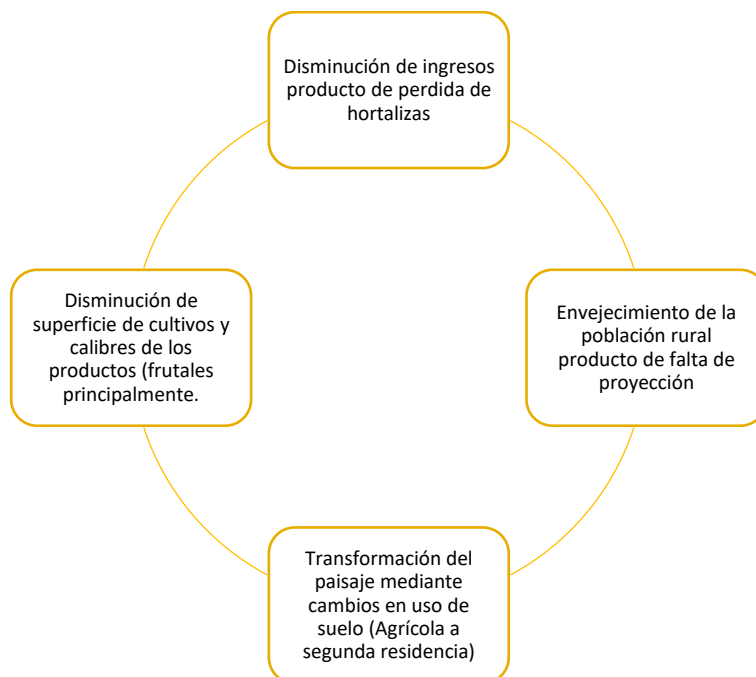 Disminución de ingresos
producto de perdida de
hortalizas
Envejecimiento de la
población rural
producto de falta de
proyección
Transformación del
paisaje mediante
cambios en uso de
suelo (Agrícola a
segunda residencia)
Disminución de
superficie de cultivos y
calibres de los
productos (frutales
principalmente.